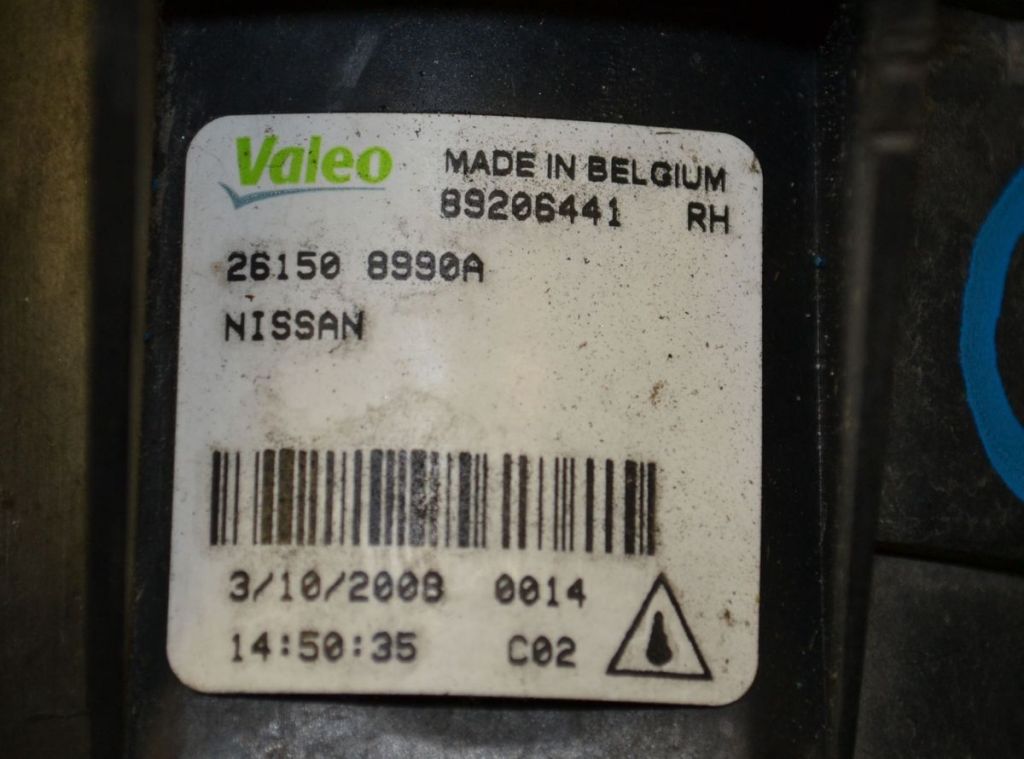 Valeo
MADE IN BELGIUM
89206441 RH
26150 8990A
NISSAN
3/10/2008 0014
14:50:35 C02